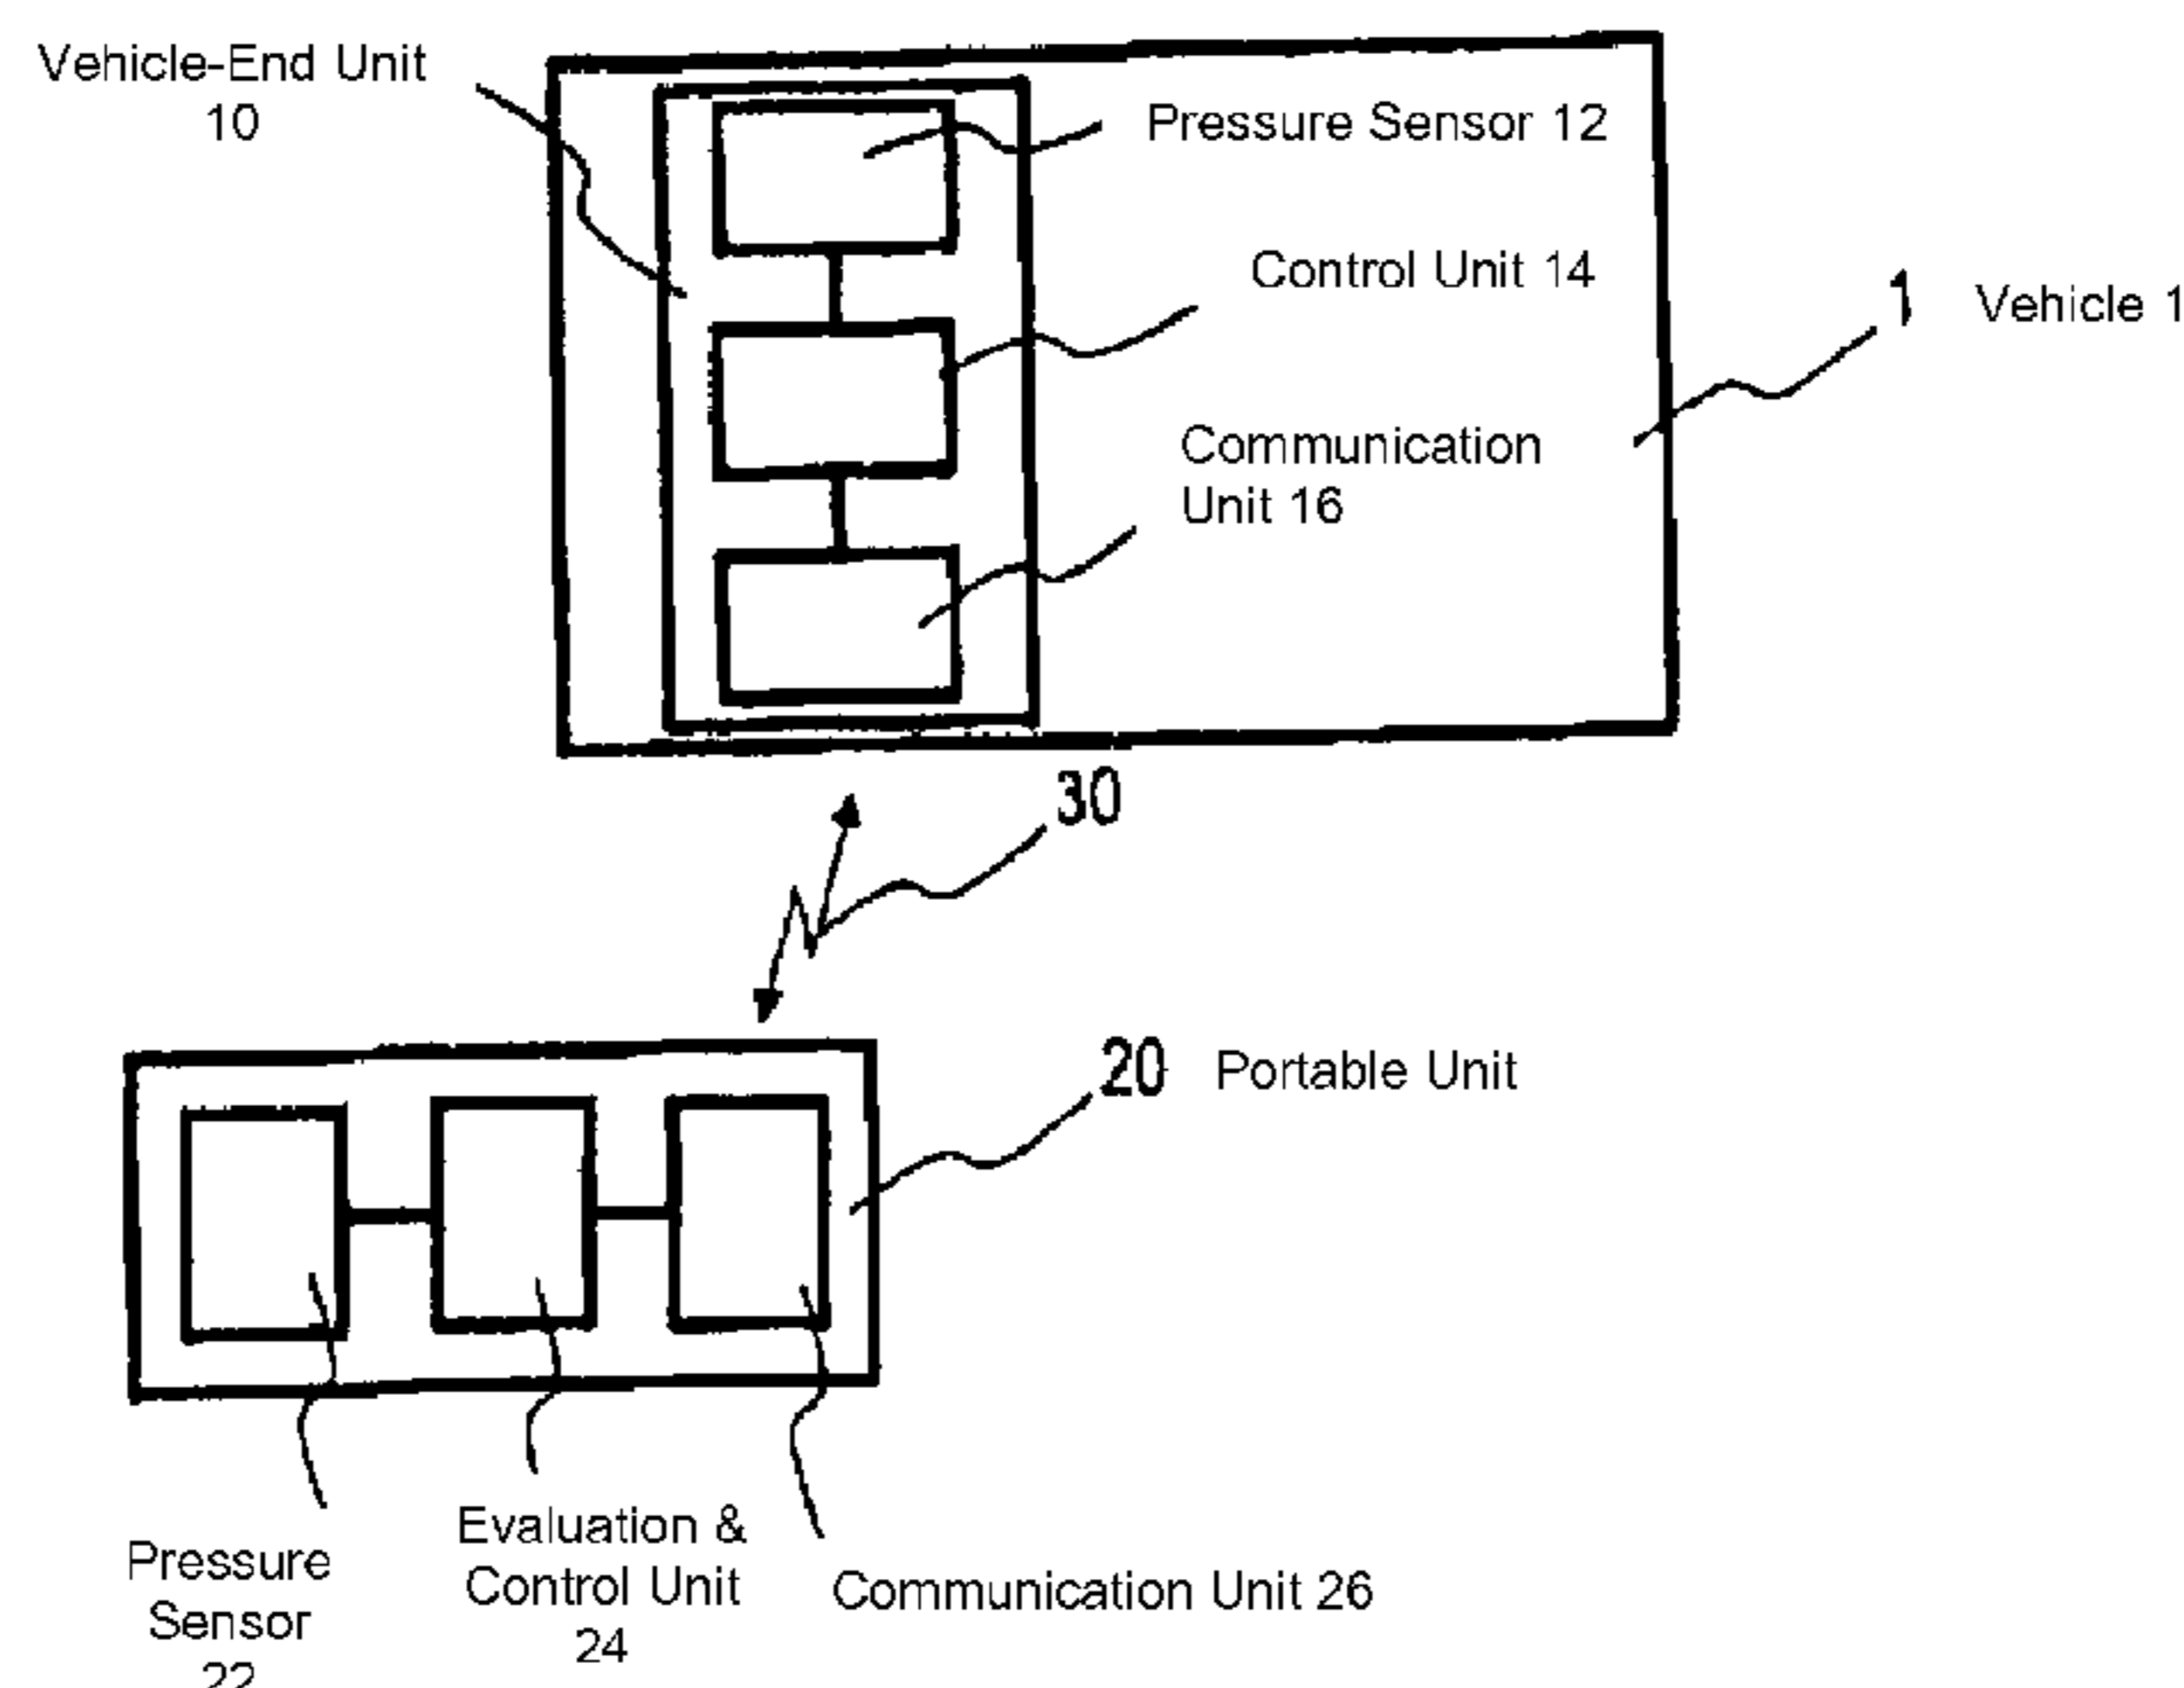 Vehicle-End Unit
10
Pressure Sensor 12
Control Unit 14
1 Vehicle 1
Communication
Unit 16
30
20 Portable Unit
Pressure
Sensor
22
Evaluation &
Control Unit
24
Communication Unit 26